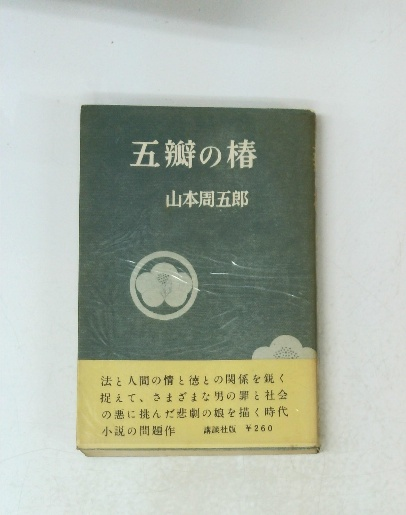 五瓣の椿
山本周五郎
法と人間の情と徳との関係を鋭く
捉えて、さまざまな男の罪と社会
の悪に挑んだ悲劇の娘を描く時代
小説の問題作 講談社版 ￥260